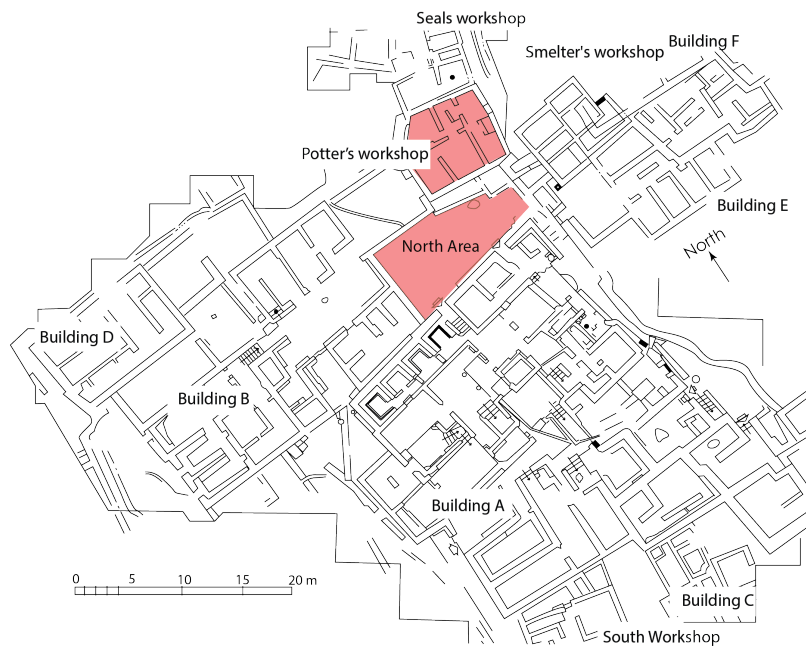 Seals workshop
Smelter's workshop
Building F
Potter's workshop
Building E
North Area
North
Building D
Building B
Building A
0 5 10 15 20 m
Building C
South Workshop